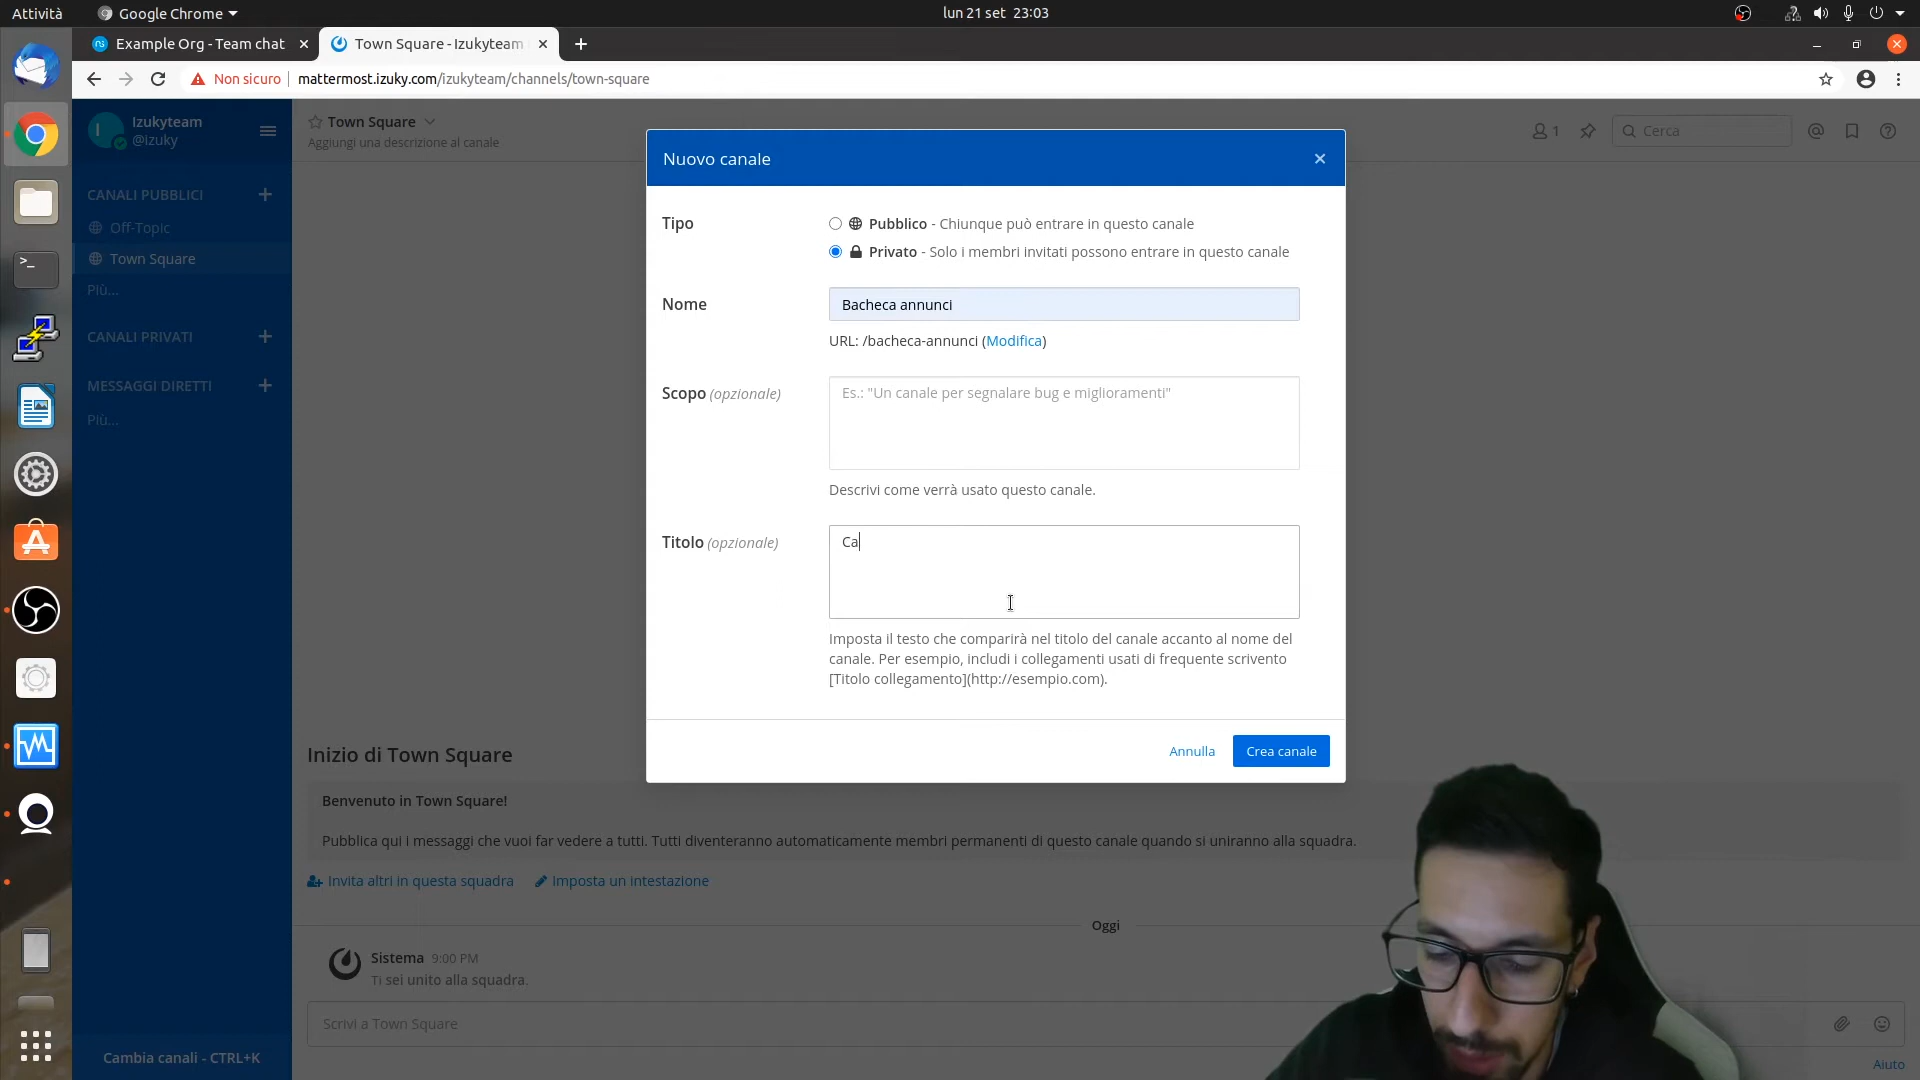 Attività
Google Chrome
lun 21 set 23:03
Example Org - Team chat
Town Square - Izukyteam
Non sicuro
mattermost.izuky.com/izukyteam/channels/town-square
Izukyteam
@izuky
Town Square
Aggiungi una descrizione al canale
1
Cerca
CANALI PUBBLICI
Off-Topic
Town Square
Più...
CANALI PRIVATI
MESSAGGI DIRETTI
Più...
Nuovo canale
Tipo
Pubblico - Chiunque può entrare in questo canale
Privato - Solo i membri invitati possono entrare in questo canale
Nome
Bacheca annunci
URL: /bacheca-annunci (Modifica)
Scopo (opzionale)
Es.: "Un canale per segnalare bug e miglioramenti"
Descrivi come verrà usato questo canale.
Titolo (opzionale)
Ca
Imposta il testo che comparirà nel titolo del canale accanto al nome del
canale. Per esempio, includi i collegamenti usati di frequente scrivento
[Titolo collegamento](http://esempio.com).
Annulla
Crea canale
Inizio di Town Square
Benvenuto in Town Square!
Pubblica qui i messaggi che vuoi far vedere a tutti. Tutti diventeranno automaticamente membri permanenti di questo canale quando si uniranno alla squadra.
Invita altri in questa squadra
Imposta un intestazione
Oggi
Sistema 9:00 PM
Ti sei unito alla squadra.
Scrivi a Town Square
Cambia canali - CTRL+K
Aiuto